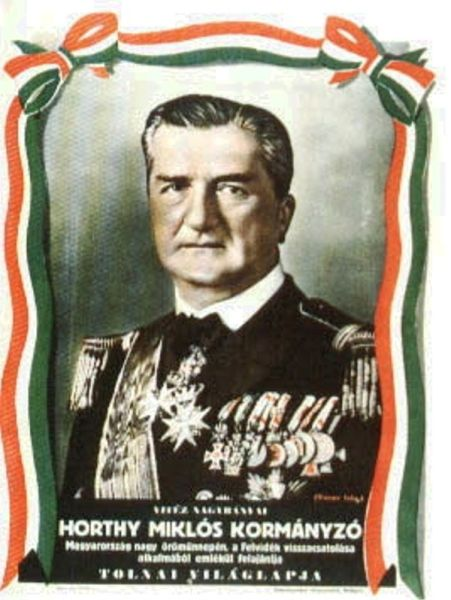 VITÉZ NAGYBÁNYAI
HORTHY MIKLÓS KORMÁNYZÓ
Magyarország nagy örömünnepén, a Felvidék visszacsatolása
alkalmából emlékül felajánlja
TOLNAI VILÁGLAPJA